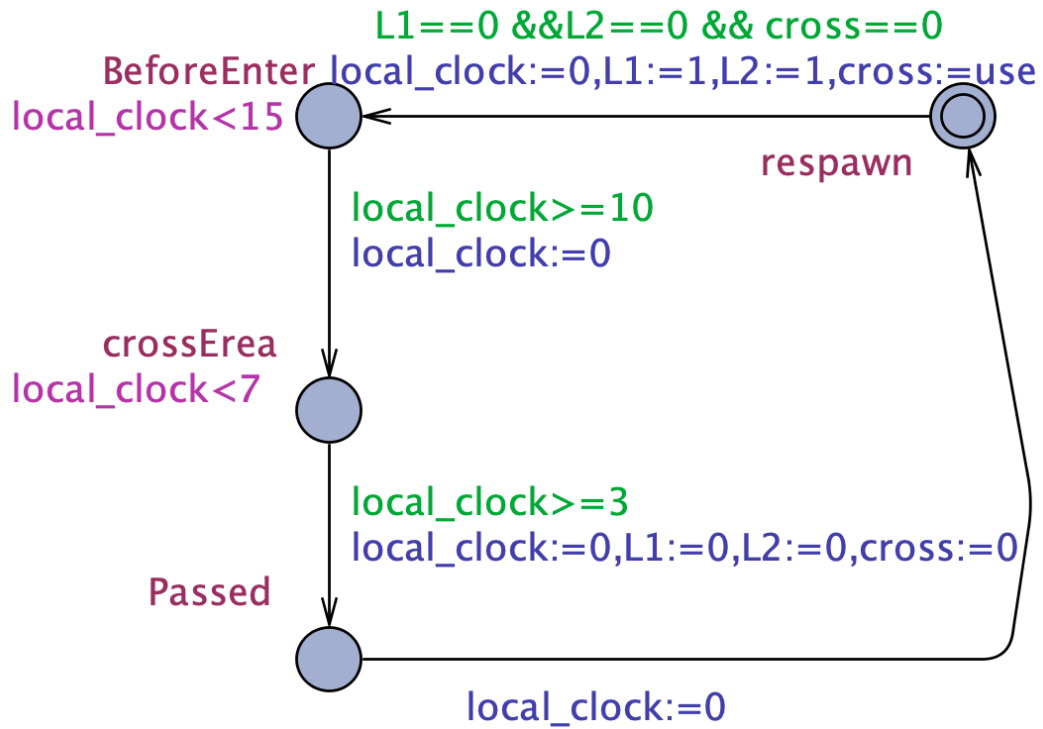 L1==0 &&L2==0 && cross==0
BeforeEnter local_clock:=0,L1:=1,L2:=1,cross:=use
local_clock<15
respawn
local_clock>=10
local_clock:=0
crossErea
local_clock<7
local_clock>=3
local_clock:=0,L1:=0,L2:=0,cross:=0
Passed
local_clock:=0